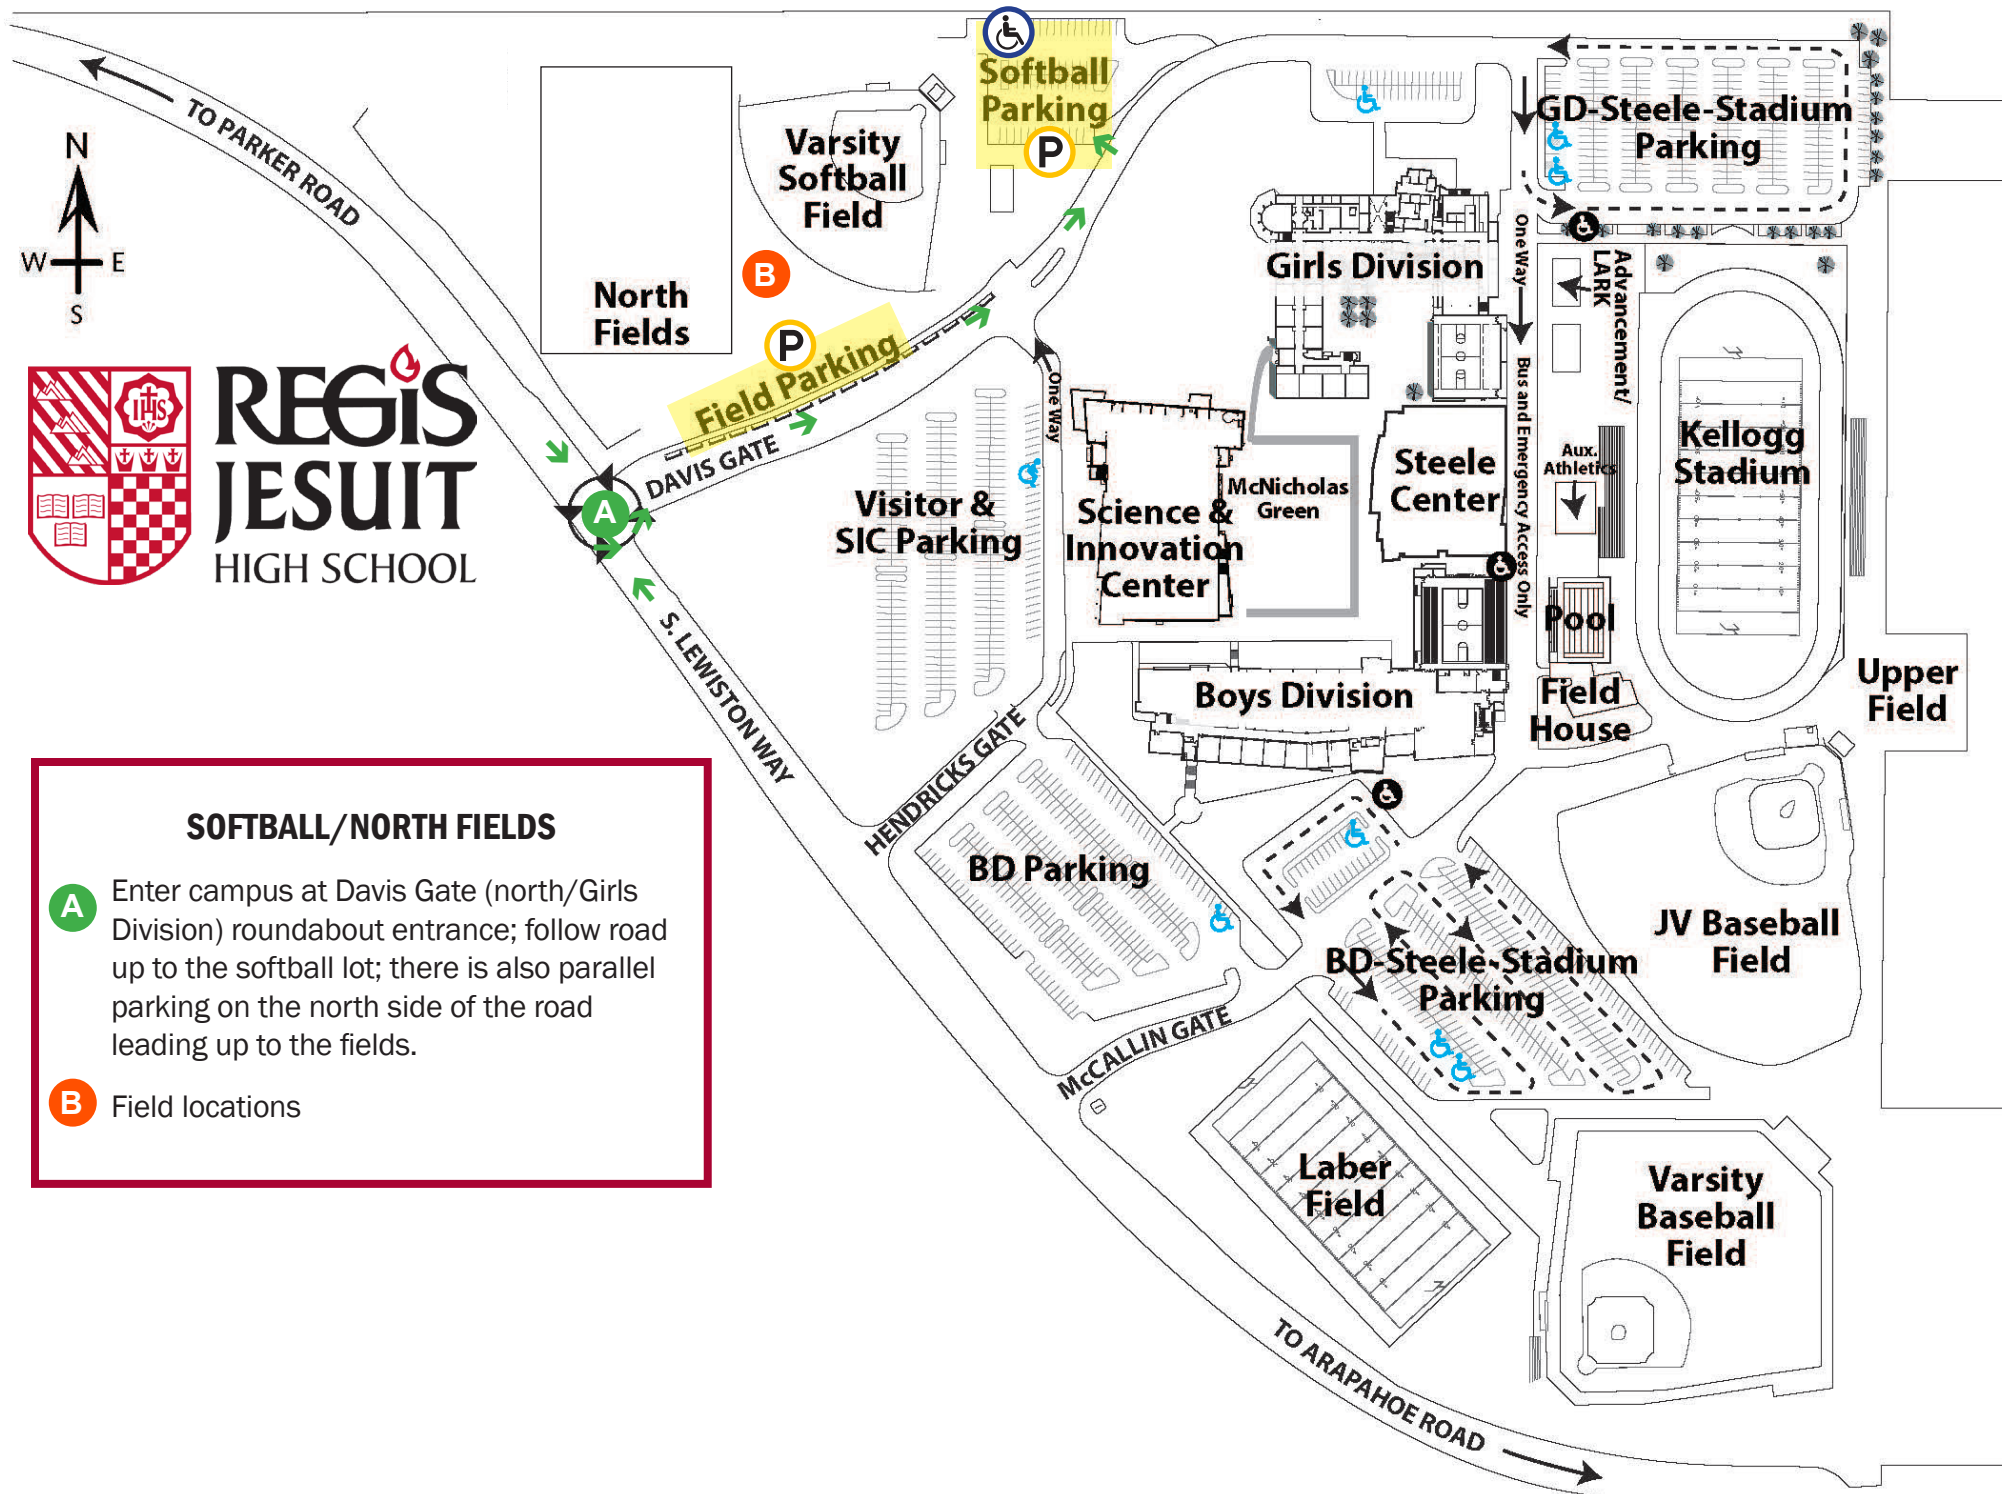 TO PARKER ROAD
N
W E
S
REGIS
JESUIT
HIGH SCHOOL
IHS
North
Fields
Varsity
Softball
Field
B
Softball
Parking
P
P
Field Parking
DAVIS GATE
A
S. LEWISTON WAY
Visitor &
SIC Parking
One Way
Girls Division
GD-Steele-Stadium
Parking
One Way
Bus and Emergency Access Only
Advancement/
LARK
Kellogg
Stadium
Aux.
Athletics
Steele
Center
McNicholas
Green
Science &
Innovation
Center
Pool
Field
House
Upper
Field
Boys Division
HENDRICKS GATE
BD Parking
BD-Steele-Stadium
Parking
JV Baseball
Field
McCALLIN GATE
Laber
Field
Varsity
Baseball
Field
TO ARAPAHOE ROAD
SOFTBALL/NORTH FIELDS
A Enter campus at Davis Gate (north/Girls
Division) roundabout entrance; follow road
up to the softball lot; there is also parallel
parking on the north side of the road
leading up to the fields.
B Field locations